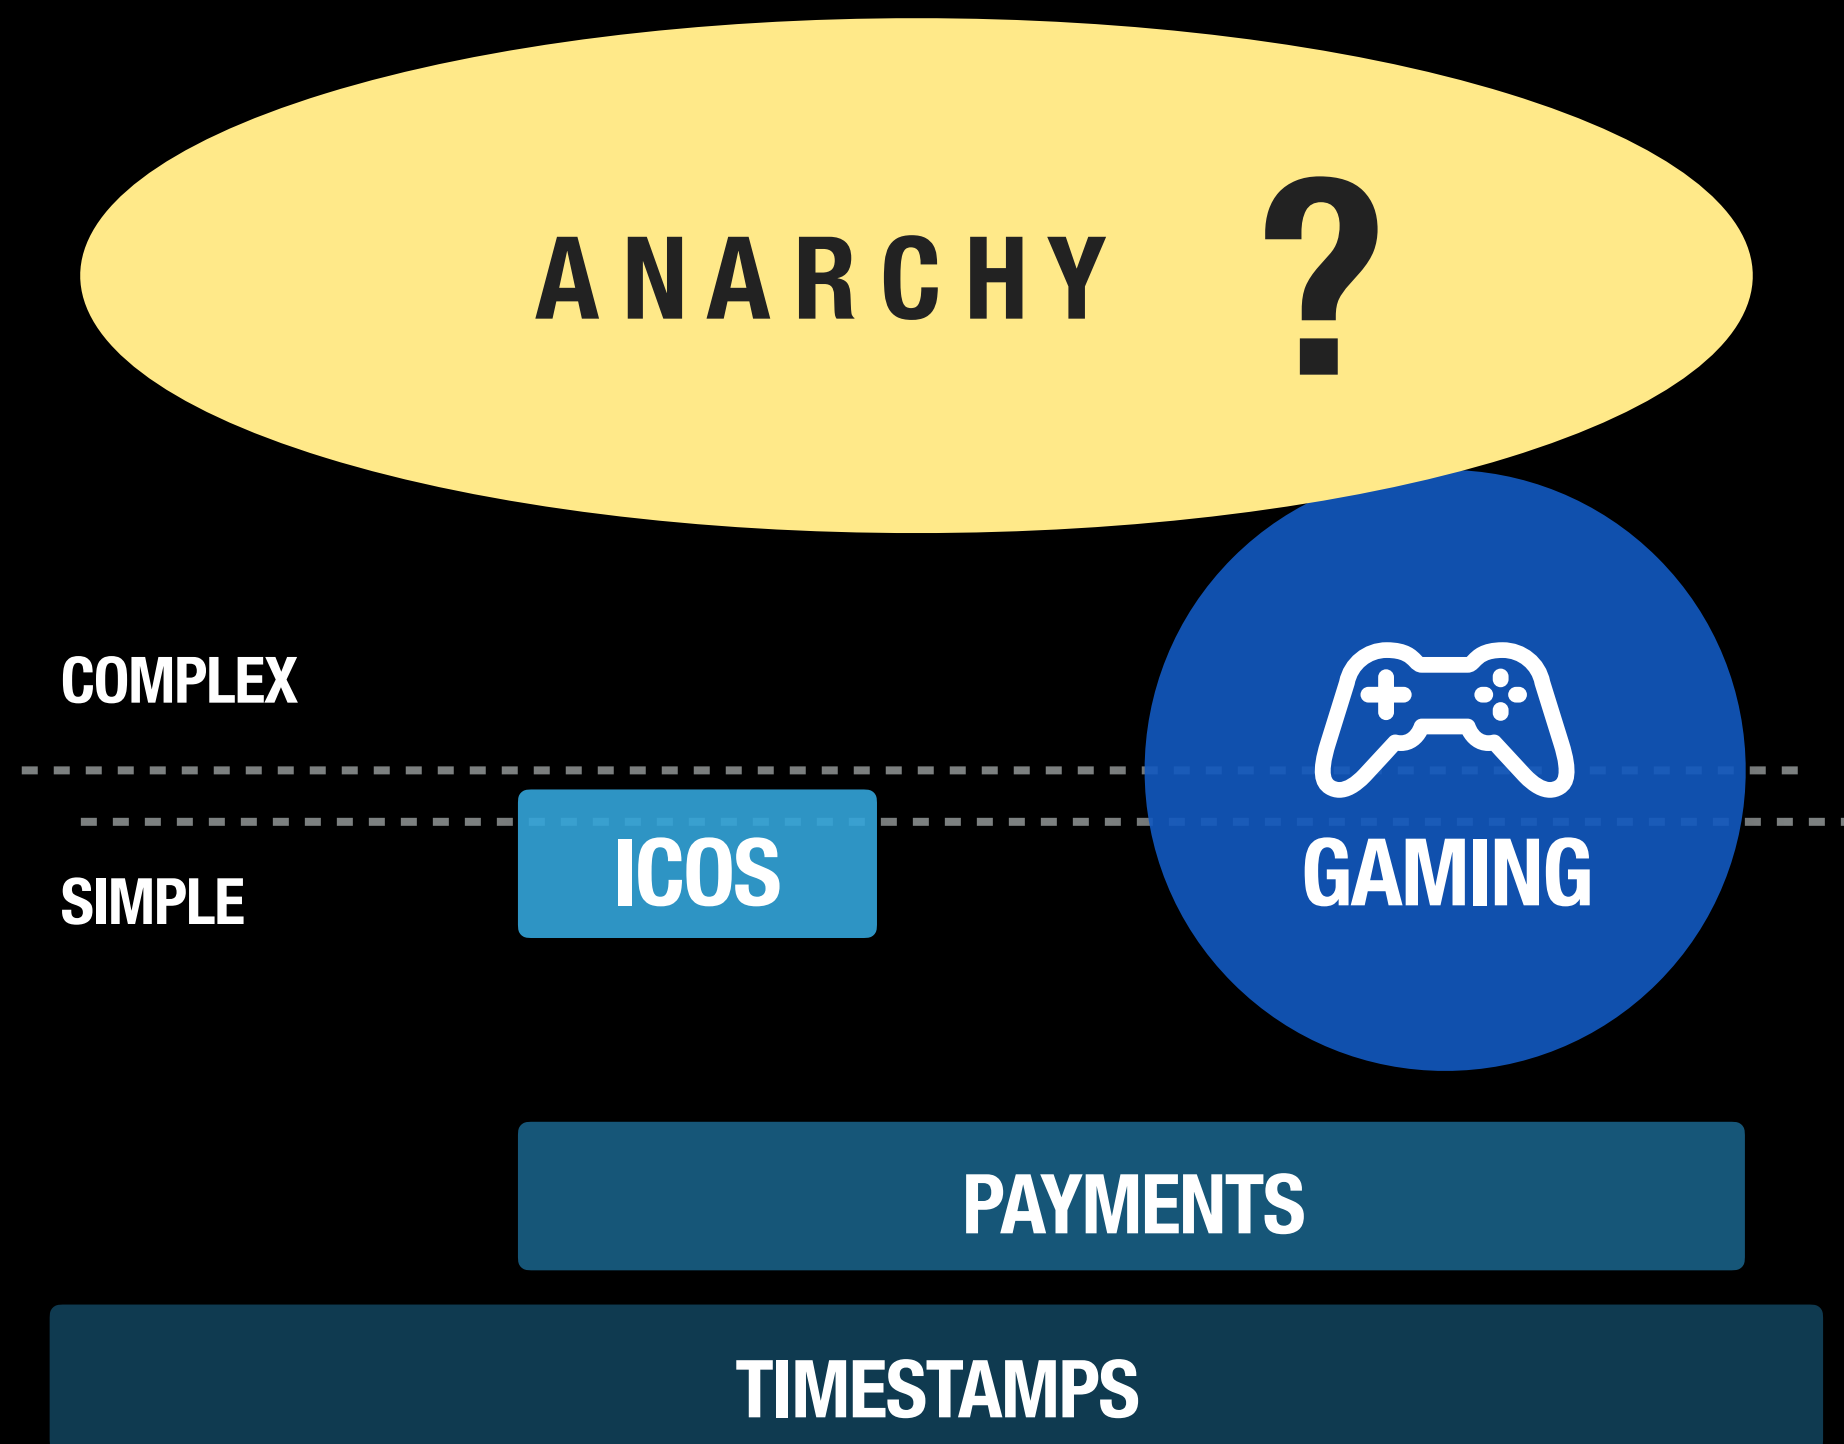 ANARCHY ?
COMPLEX
SIMPLE
ICOS
GAMING
PAYMENTS
TIMESTAMPS